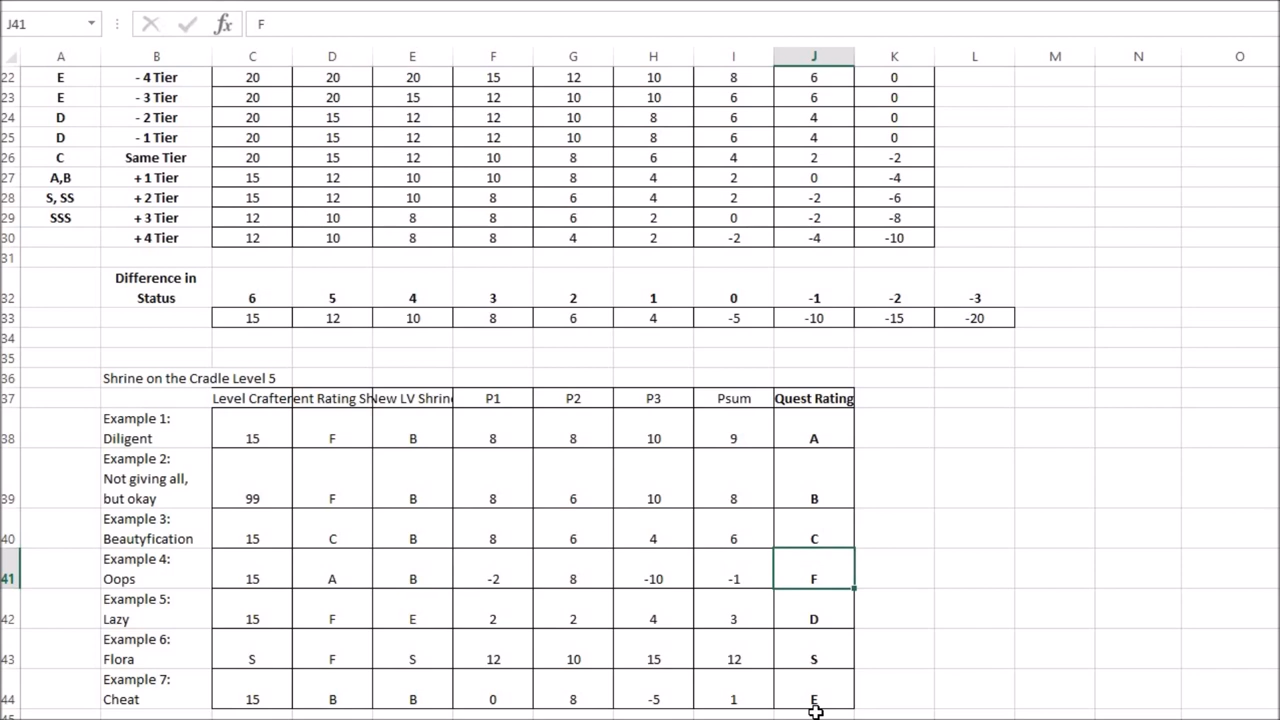 J41 fx F
A B C D E F G H I J K L M N O
22 E - 4 Tier 20 20 20 15 12 10 8 6 0
23 E - 3 Tier 20 20 15 12 10 10 6 6 0
24 D - 2 Tier 20 15 12 12 10 8 6 4 0
25 D - 1 Tier 20 15 12 12 10 8 6 4 0
26 C Same Tier 20 15 12 10 8 6 4 2 -2
27 A,B + 1 Tier 15 12 10 10 8 4 2 0 -4
28 S, SS + 2 Tier 15 12 10 8 6 4 2 -2 -6
29 SSS + 3 Tier 12 10 8 8 6 2 0 -2 -8
30 + 4 Tier 12 10 8 8 4 2 -2 -4 -10
31
Difference in
32 Status 6 5 4 3 2 1 0 -1 -2 -3
33 15 12 10 8 6 4 -5 -10 -15 -20
34
35
36 Shrine on the Cradle Level 5
37 Level Crafter ent Rating Sh New LV Shrine P1 P2 P3 Psum Quest Rating
Example 1:
38 Diligent 15 F B 8 8 10 9 A
Example 2:
Not giving all,
39 but okay 99 F B 8 6 10 8 B
Example 3:
40 Beautyfication 15 C B 8 6 4 6 C
Example 4:
41 Oops 15 A B -2 8 -10 -1 F
Example 5:
42 Lazy 15 F E 2 2 4 3 D
Example 6:
43 Flora S F S 12 10 15 12 S
Example 7:
44 Cheat 15 B B 0 8 -5 1 E